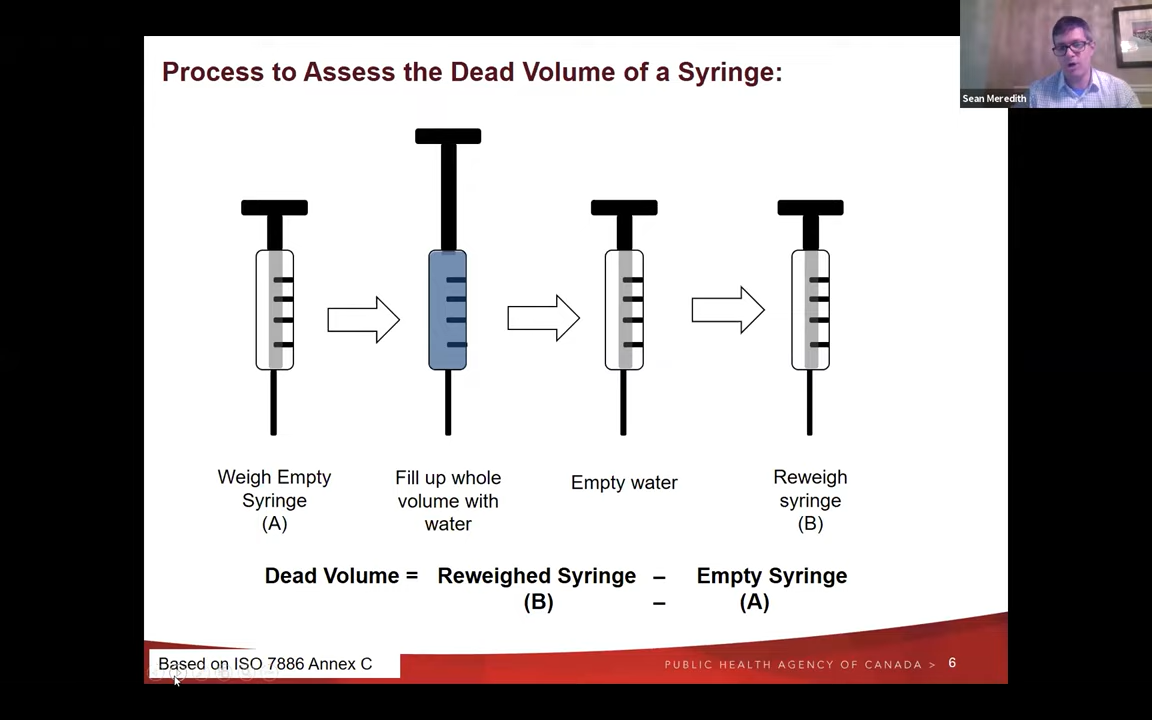 Process to Assess the Dead Volume of a Syringe:
Sean Meredith
Weigh Empty
Syringe
(A)
Fill up whole
volume with
water
Empty water
Reweigh
syringe
(B)
Dead Volume = Reweighed Syringe – Empty Syringe
(B) – (A)
Based on ISO 7886 Annex C
PUBLIC HEALTH AGENCY OF CANADA > 6